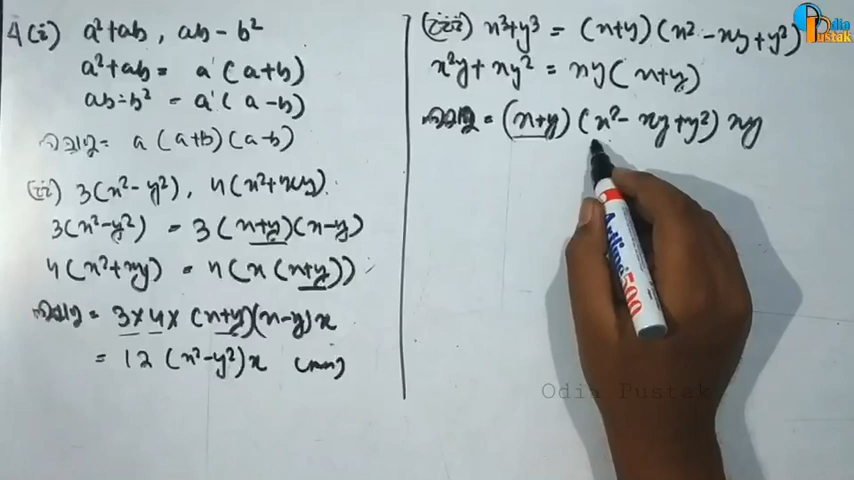 4(i) a²+ab, ab-b²
a²+ab = a(a+b)
ab-b² = a(a-b)
ଲ.ସା.ଗୁ = a(a+b)(a-b)
(ii) 3(x²-y²), 4(x²+xy)
3(x²-y²) = 3(x+y)(x-y)
4(x²+xy) = 4(x(x+y))
ଲ.ସା.ଗୁ = 3×4×(x+y)(x-y)x
= 12(x²-y²)x
(iii) x³+y³ = (x+y)(x²-xy+y²)
x²y+xy² = xy(x+y)
ଲ.ସା.ଗୁ = (x+y)(x²-xy+y²)xy
Odia Pustak
Artline 500
Odia Pustak